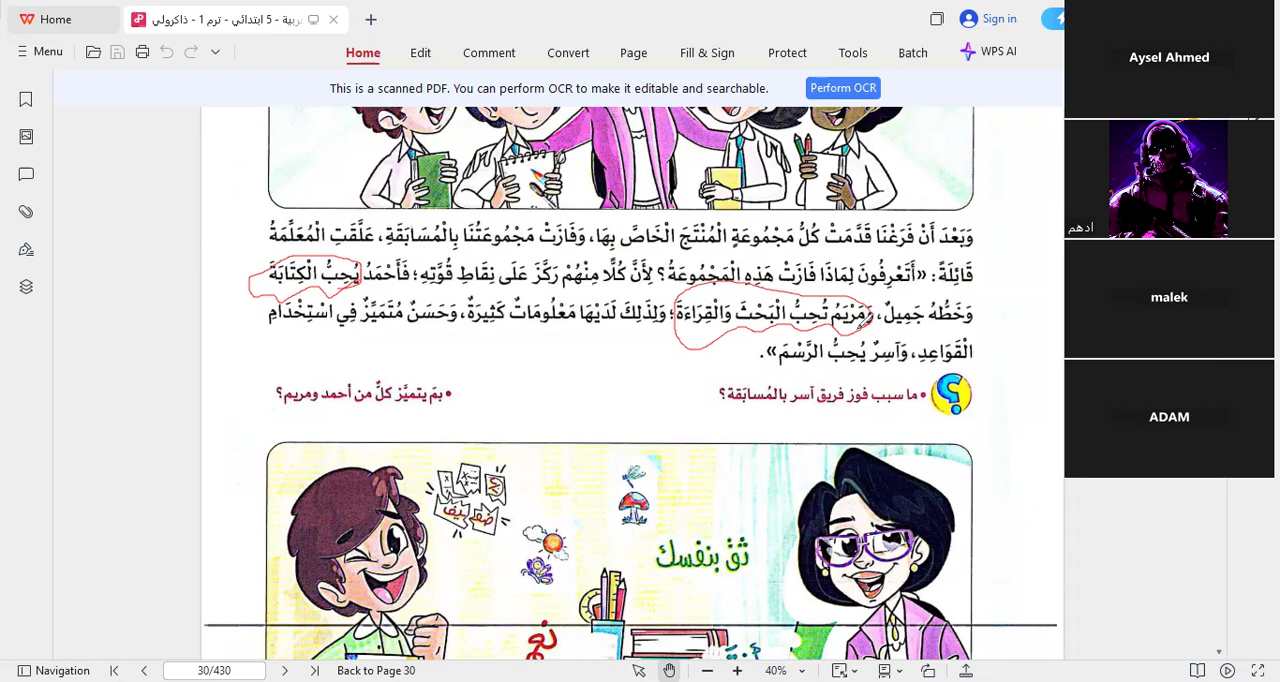 Home
عربية - 5 ابتدائي - ترم 1 - ذاكرولي
Sign in
Menu
Home
Edit
Comment
Convert
Page
Fill & Sign
Protect
Tools
Batch
WPS AI
This is a scanned PDF. You can perform OCR to make it editable and searchable.
Perform OCR
وَبَعْدَ أَنْ فَرَغْنَا قَدَّمَتْ كُلُّ مَجْمُوعَةٍ الْمُنْتَجَ الْخَاصَّ بِهَا، وَفَازَتْ مَجْمُوعَتُنَا بِالْمُسَابَقَةِ، عَلَّقَتِ الْمُعَلِّمَةُ
قَائِلَةً: «أَتَعْرِفُونَ لِمَاذَا فَازَتْ هَذِهِ الْمَجْمُوعَةُ؟ لِأَنَّ كُلًّا مِنْهُمْ رَكَّزَ عَلَى نِقَاطِ قُوَّتِهِ؛ فَأَحْمَدُ يُحِبُّ الْكِتَابَةَ
وَخَطُّهُ جَمِيلٌ، وَمَرْيَمُ تُحِبُّ الْبَحْثَ وَالْقِرَاءَةَ؛ وَلِذَلِكَ لَدَيْهَا مَعْلُومَاتٌ كَثِيرَةٌ، وَحَسَنٌ مُتَمَيِّزٌ فِي اسْتِخْدَامِ
الْقَوَاعِدِ، وَآسِرٌ يُحِبُّ الرَّسْمَ».
• ما سبب فوز فريق آسر بالمُسابَقة؟
• بمَ يتميَّز كلٌّ من أحمد ومريم؟
ثق بنفسك
Navigation
30/430
Back to Page 30
40%
Aysel Ahmed
ادهم
malek
ADAM